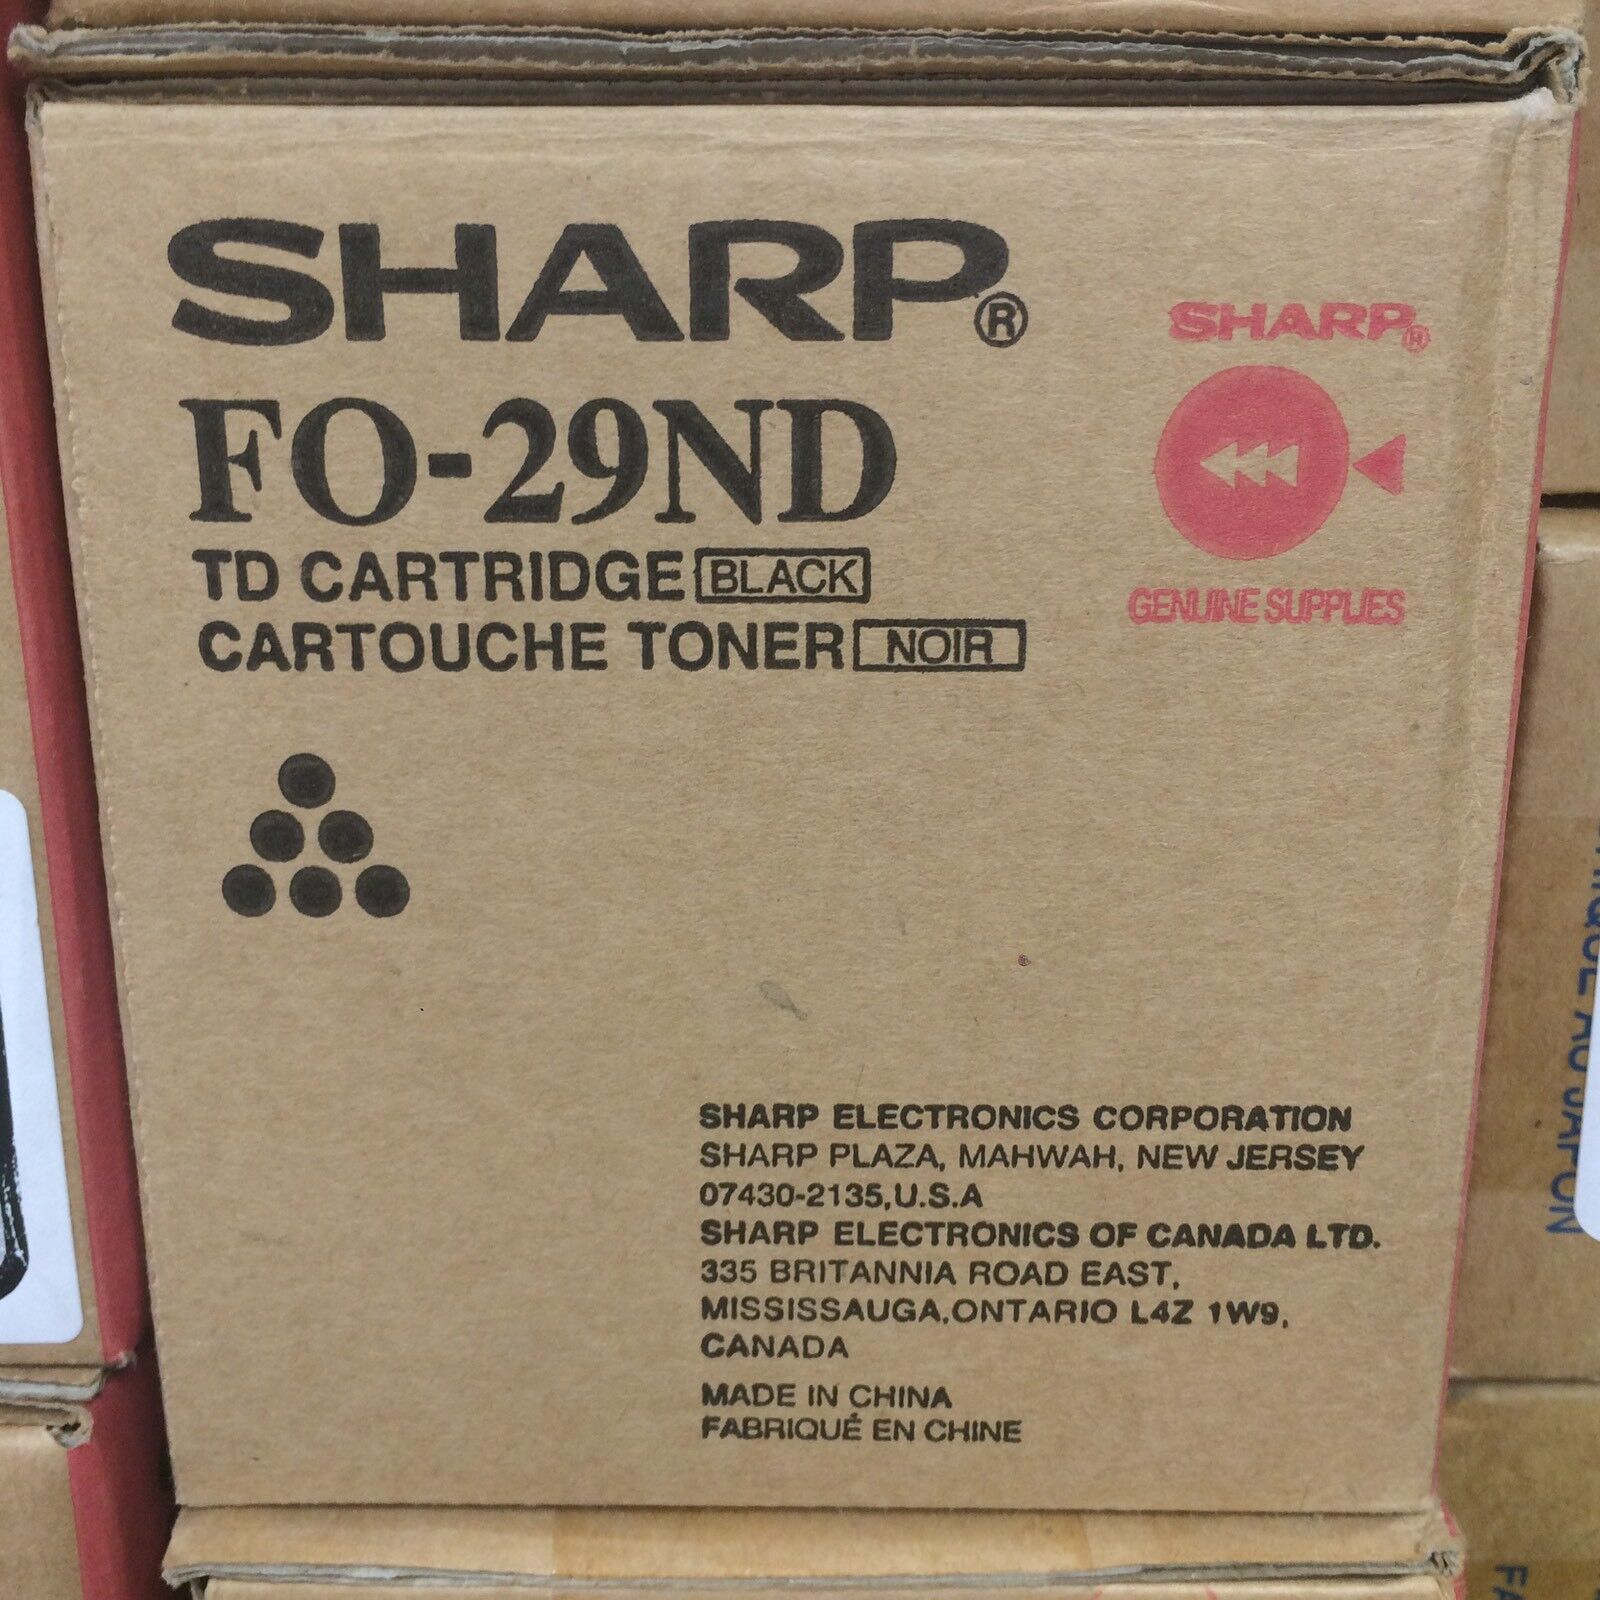 SHARP®
FO-29ND
TD CARTRIDGE BLACK
CARTOUCHE TONER NOIR
SHARP®
GENUINE SUPPLIES
SHARP ELECTRONICS CORPORATION
SHARP PLAZA, MAHWAH, NEW JERSEY
07430-2135,U.S.A
SHARP ELECTRONICS OF CANADA LTD.
335 BRITANNIA ROAD EAST,
MISSISSAUGA,ONTARIO L4Z 1W9,
CANADA
MADE IN CHINA
FABRIQUÉ EN CHINE
AU JAPON